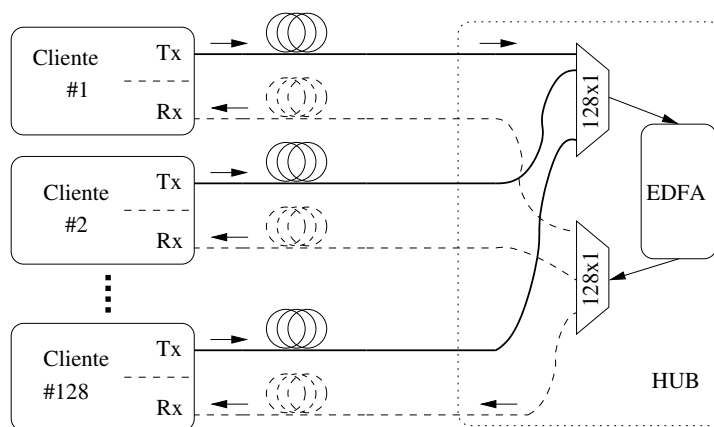 Cliente
#1
Tx
Rx
128x1
Cliente
#2
Tx
Rx
EDFA
128x1
Cliente
#128
Tx
Rx
HUB